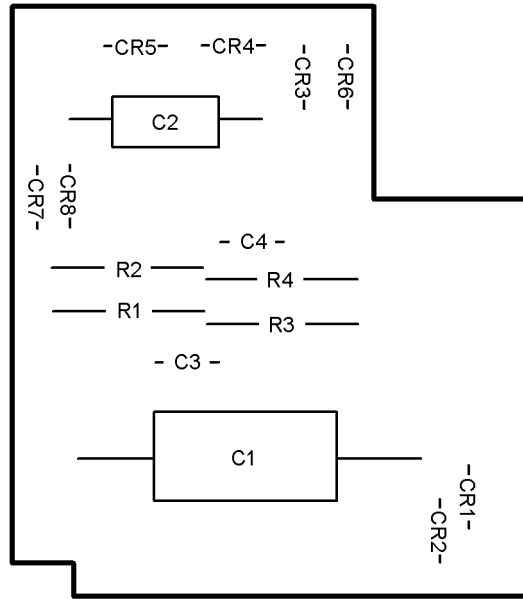 -CR5-
-CR4-
-CR3-
-CR6-
C2
-CR7-
-CR8-
- C4 -
R2
R4
R1
R3
- C3 -
C1
-CR1-
-CR2-